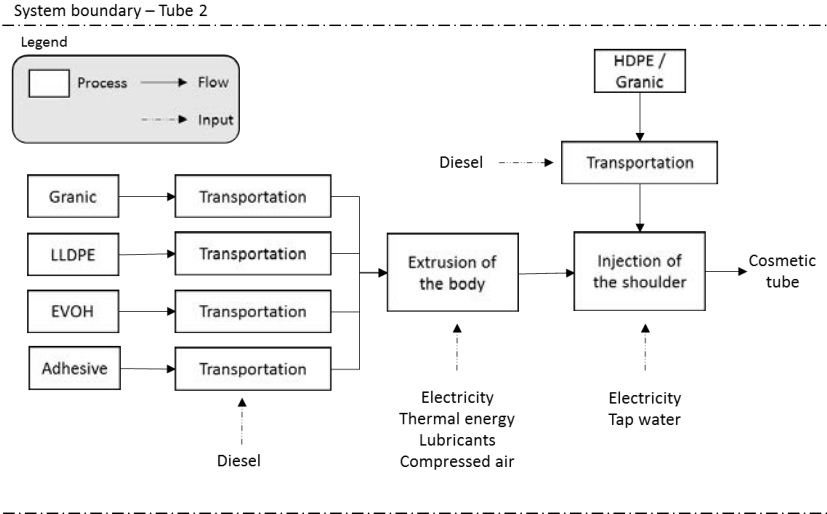 System boundary – Tube 2
Legend
Process
Flow
Input
HDPE /
Granic
Diesel
Transportation
Granic
Transportation
LLDPE
Transportation
EVOH
Transportation
Adhesive
Transportation
Extrusion of
the body
Injection of
the shoulder
Cosmetic
tube
Diesel
Electricity
Thermal energy
Lubricants
Compressed air
Electricity
Tap water